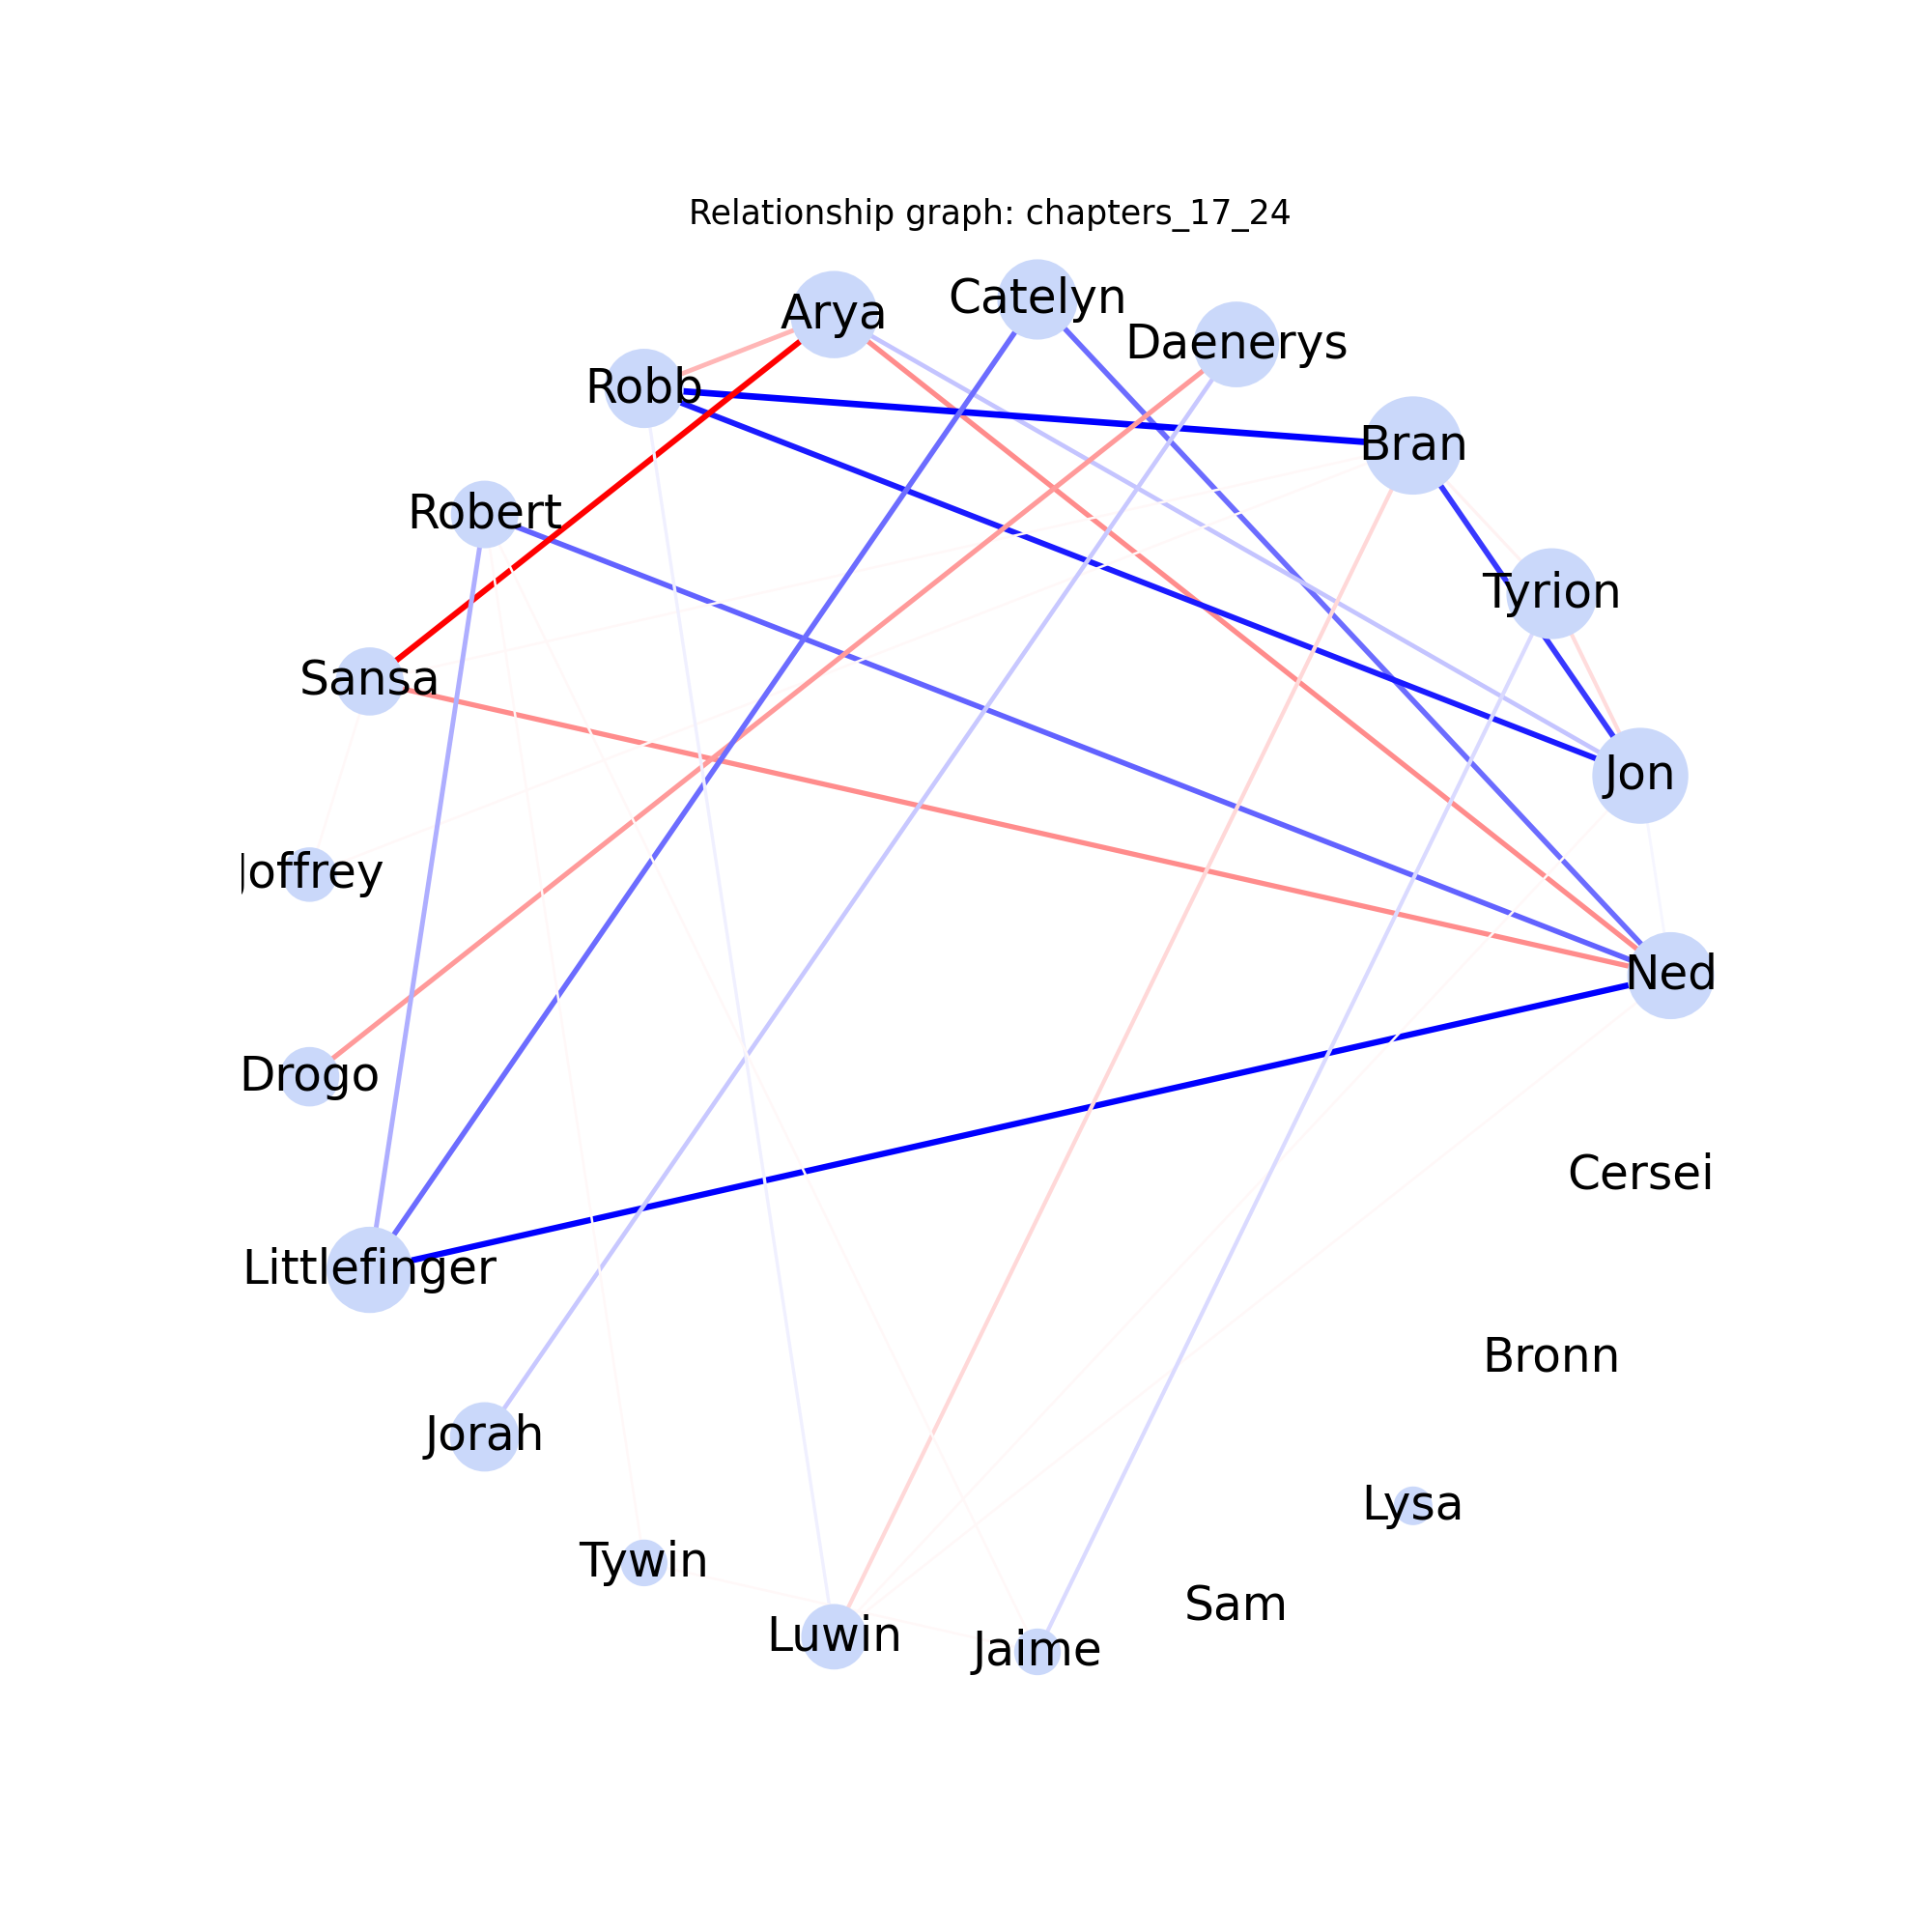 Relationship graph: chapters_17_24
Catelyn
Arya
Daenerys
Robb
Bran
Robert
Tyrion
Sansa
Jon
Joffrey
Ned
Drogo
Cersei
Littlefinger
Bronn
Jorah
Lysa
Tywin
Sam
Luwin
Jaime